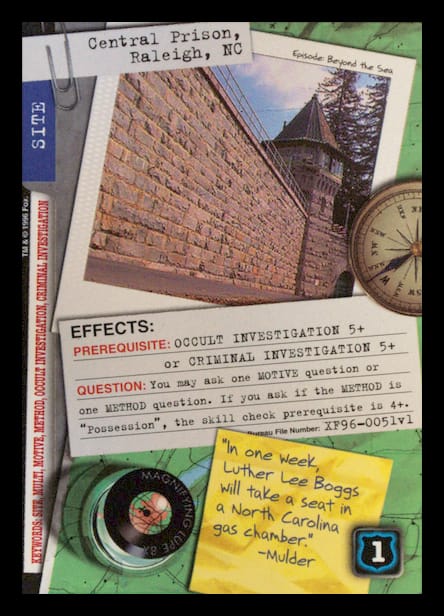 Central Prison,
Raleigh, NC
Episode: Beyond the Sea
SITE
TM & © 1996 Fox.
KEYWORDS: SITE, MULTI, MOTIVE, METHOD, OCCULT INVESTIGATION, CRIMINAL INVESTIGATION
EFFECTS:
PREREQUISITE: OCCULT INVESTIGATION 5+
or CRIMINAL INVESTIGATION 5+
QUESTION: You may ask one MOTIVE question or
one METHOD question. If you ask if the METHOD is
"Possession", the skill check prerequisite is 4+.
Bureau File Number: XF96-0051v1
MAGNIFYING LUPE 8X
"In one week,
Luther Lee Boggs
will take a seat in
a North Carolina
gas chamber."
-Mulder
1